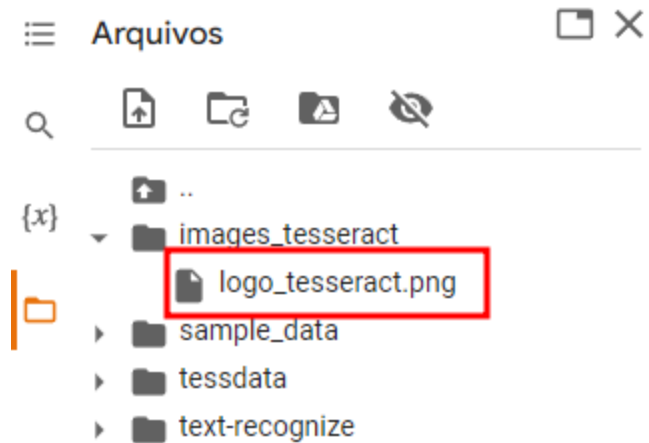 Arquivos
..
{x}
images_tesseract
logo_tesseract.png
sample_data
tessdata
text-recognize